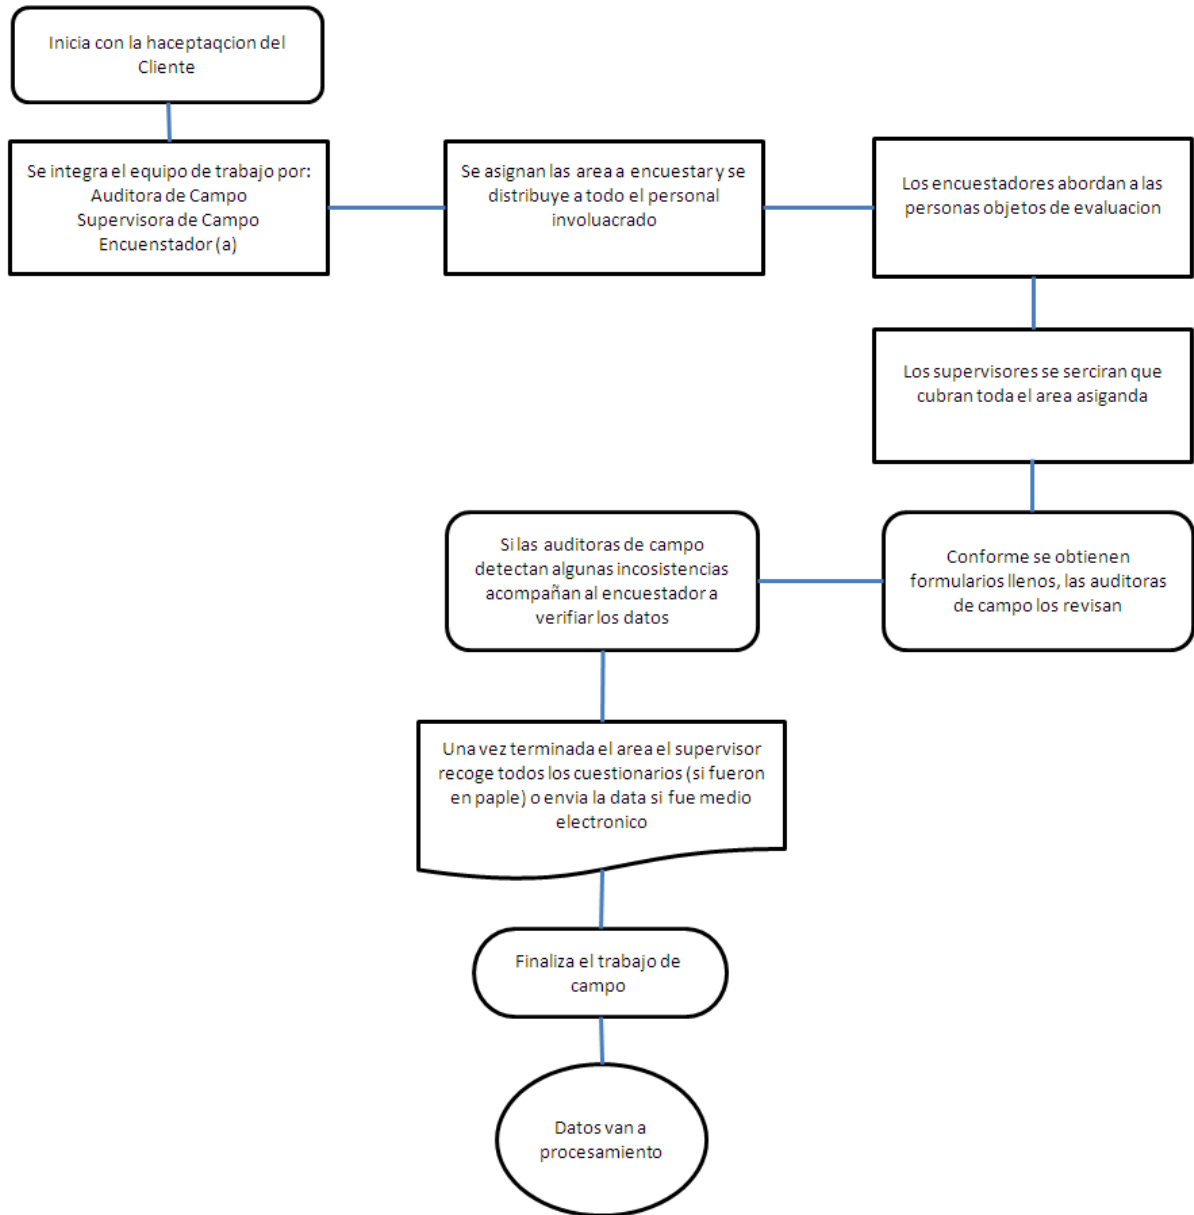 Inicia con la haceptaqcion del
Cliente
Se integra el equipo de trabajo por:
Auditora de Campo
Supervisora de Campo
Encuenstador (a)
Se asignan las area a encuestar y se
distribuye a todo el personal
involuacrado
Los encuestadores abordan a las
personas objetos de evaluacion
Los supervisores se serciran que
cubran toda el area asiganda
Conforme se obtienen
formularios llenos, las auditoras
de campo los revisan
Si las auditoras de campo
detectan algunas incosistencias
acompañan al encuestador a
verifiar los datos
Una vez terminada el area el supervisor
recoge todos los cuestionarios (si fueron
en paple) o envia la data si fue medio
electronico
Finaliza el trabajo de
campo
Datos van a
procesamiento